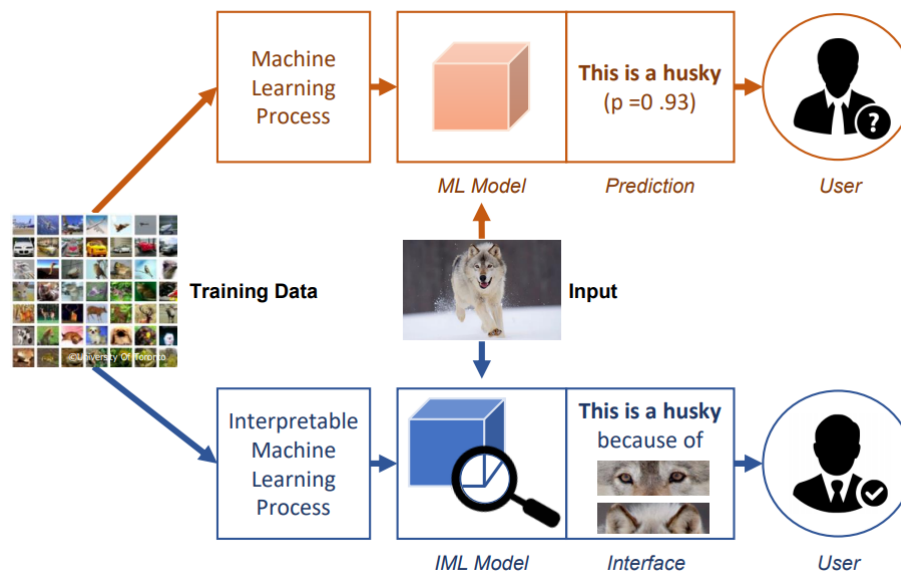 Machine
Learning
Process
This is a husky
(p =0 .93)
?
ML Model
Prediction
User
Training Data
Input
©University Of Toronto
Interpretable
Machine
Learning
Process
This is a husky
because of
IML Model
Interface
User